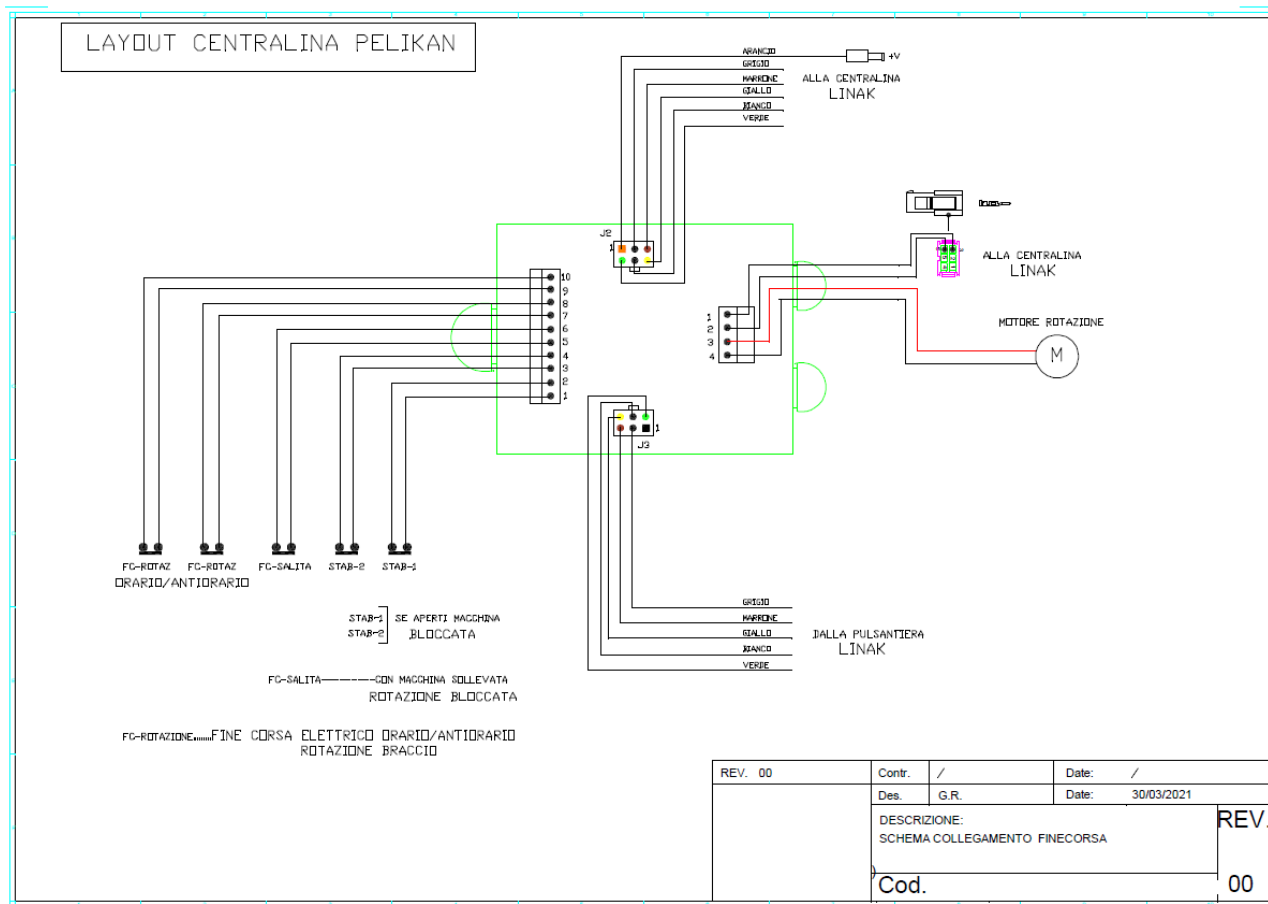 LAYOUT CENTRALINA PELIKAN
ARANCIO
+V
GRIGIO
MARRONE
GIALLO
BIANCO
VERDE
ALLA CENTRALINA
LINAK
J2
1
10
9
8
7
6
5
4
3
2
1
1
2
3
4
ALLA CENTRALINA
LINAK
MOTORE ROTAZIONE
M
1
J3
FC-ROTAZ
FC-ROTAZ
FC-SALITA
STAB-2
STAB-1
ORARIO/ANTIORARIO
STAB-1
STAB-2
SE APERTI MACCHINA
BLOCCATA
FC-SALITA---------CON MACCHINA SOLLEVATA
ROTAZIONE BLOCCATA
FC-ROTAZIONE.......FINE CORSA ELETTRICO ORARIO/ANTIORARIO
ROTAZIONE BRACCIO
GRIGIO
MARRONE
GIALLO
BIANCO
VERDE
DALLA PULSANTIERA
LINAK
REV. 00
Contr. /
Date: /
Des. G.R.
Date: 30/03/2021
DESCRIZIONE:
SCHEMA COLLEGAMENTO FINECORSA
REV.
)
Cod.
00